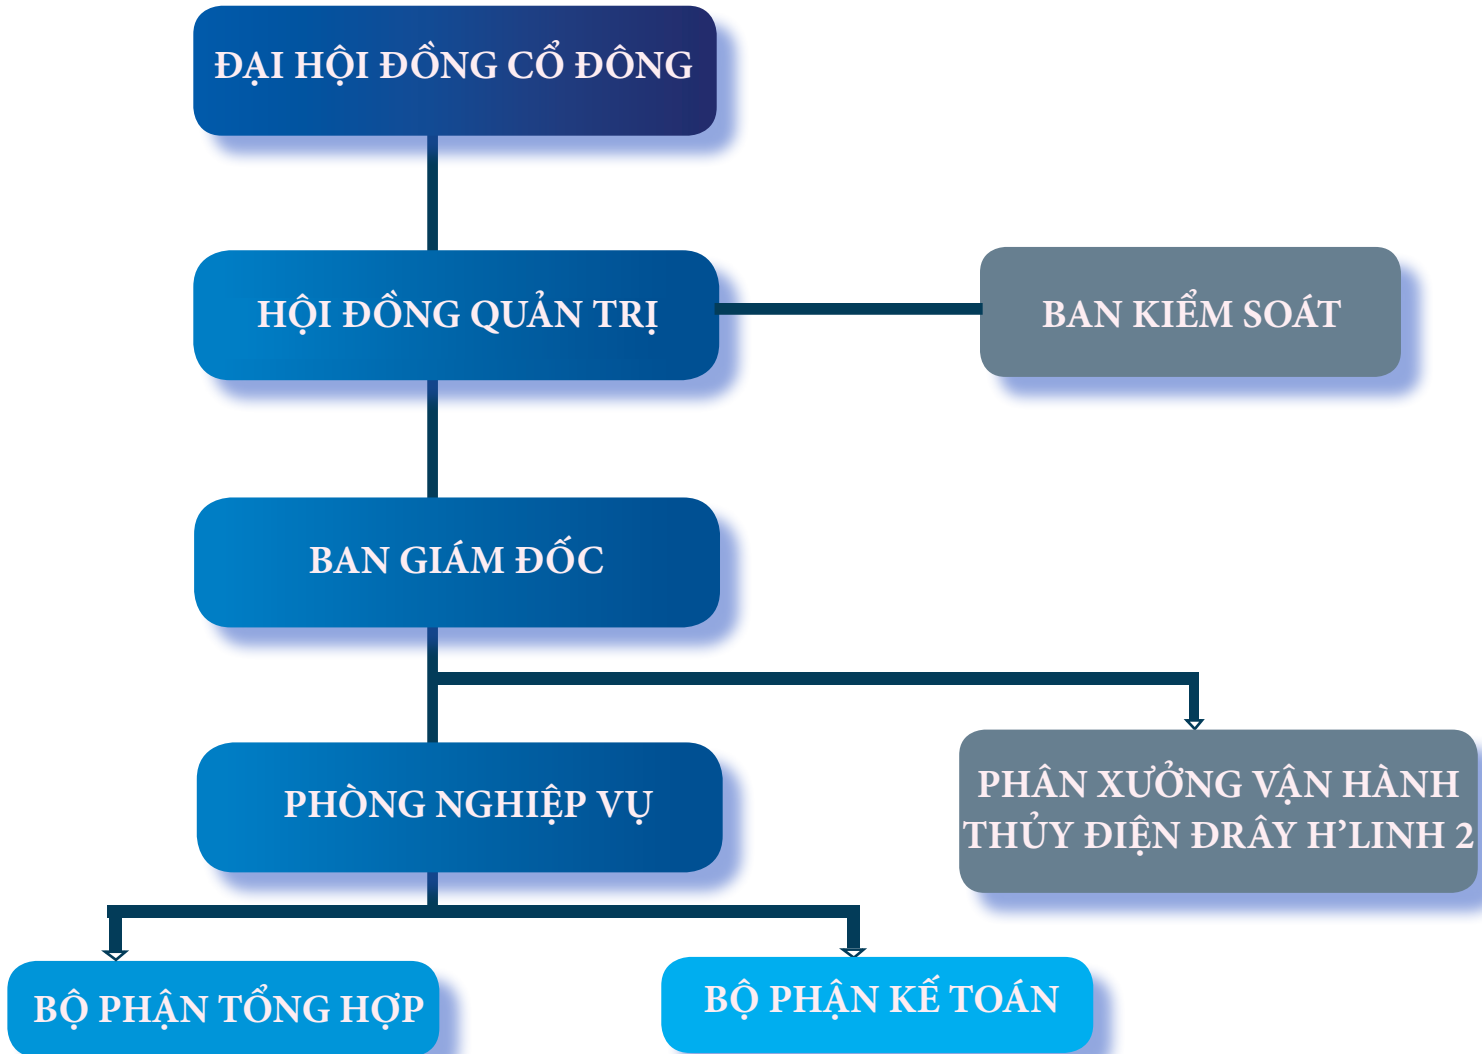 ĐẠI HỘI ĐỒNG CỔ ĐÔNG
HỘI ĐỒNG QUẢN TRỊ
BAN KIỂM SOÁT
BAN GIÁM ĐỐC
PHÒNG NGHIỆP VỤ
PHÂN XƯỞNG VẬN HÀNH
THỦY ĐIỆN ĐRÂY H’LINH 2
BỘ PHẬN TỔNG HỢP
BỘ PHẬN KẾ TOÁN